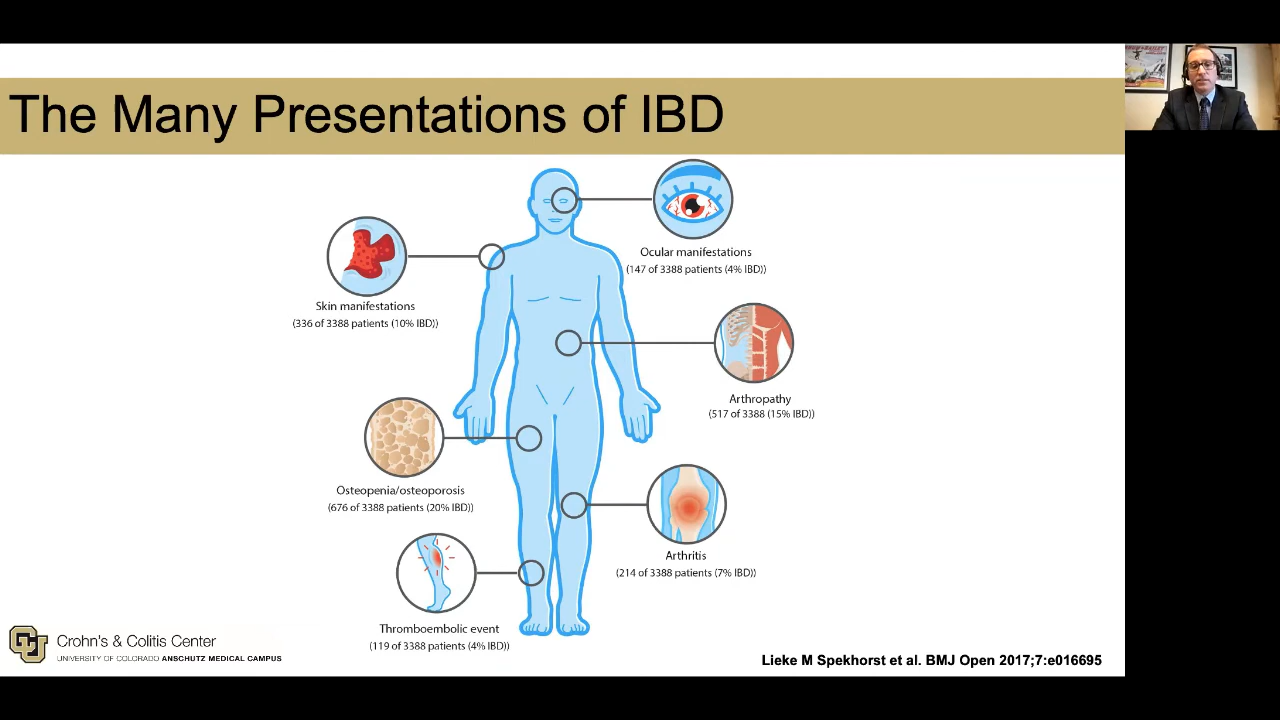 The Many Presentations of IBD
Ocular manifestations
(147 of 3388 patients (4% IBD))
Skin manifestations
(336 of 3388 patients (10% IBD))
Arthropathy
(517 of 3388 (15% IBD))
Osteopenia/osteoporosis
(676 of 3388 patients (20% IBD))
Arthritis
(214 of 3388 patients (7% IBD))
Thromboembolic event
(119 of 3388 patients (4% IBD))
CU
Crohn's & Colitis Center
UNIVERSITY OF COLORADO ANSCHUTZ MEDICAL CAMPUS
Lieke M Spekhorst et al. BMJ Open 2017;7:e016695